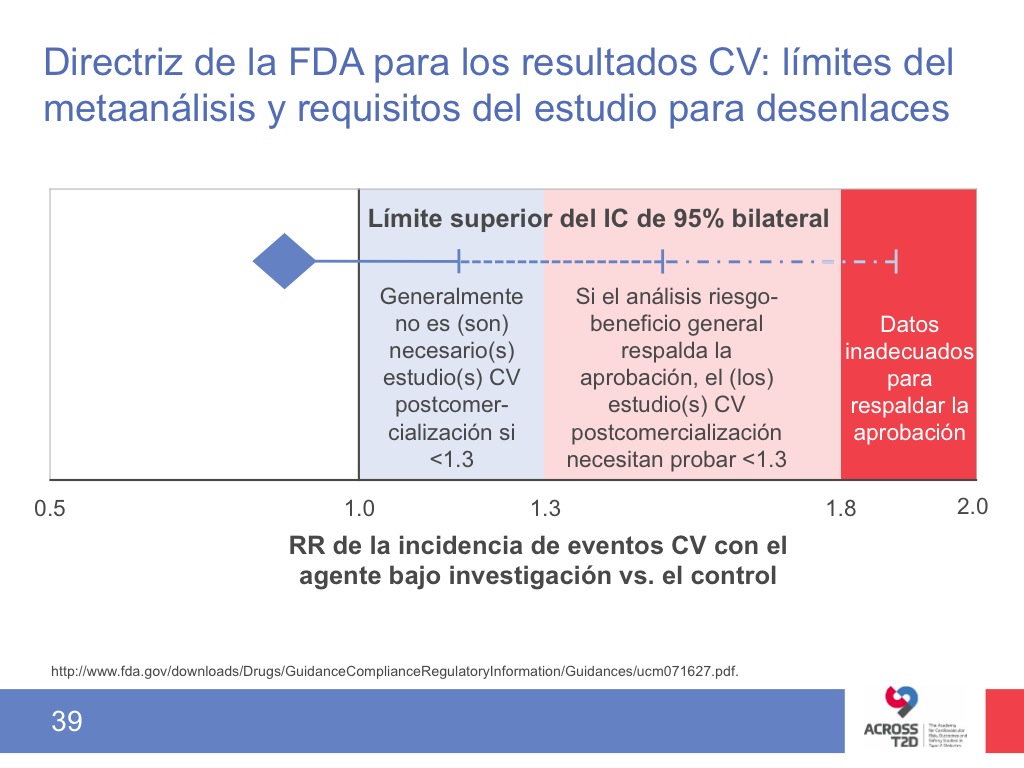 Directriz de la FDA para los resultados CV: límites del
metaanálisis y requisitos del estudio para desenlaces
Límite superior del IC de 95% bilateral
Generalmente
no es (son)
necesario(s)
estudio(s) CV
postcomer-
cialización si
<1.3
Si el análisis riesgo-
beneficio general
respalda la
aprobación, el (los)
estudio(s) CV
postcomercialización
necesitan probar <1.3
Datos
inadecuados
para
respaldar la
aprobación
0.5 1.0 1.3 1.8 2.0
RR de la incidencia de eventos CV con el
agente bajo investigación vs. el control
http://www.fda.gov/downloads/Drugs/GuidanceComplianceRegulatoryInformation/Guidances/ucm071627.pdf.
39
ACROSS
T2D
The Academy
for Cardiovascular
Risk, Outcomes and
Safety Studies in
Type 2 Diabetes